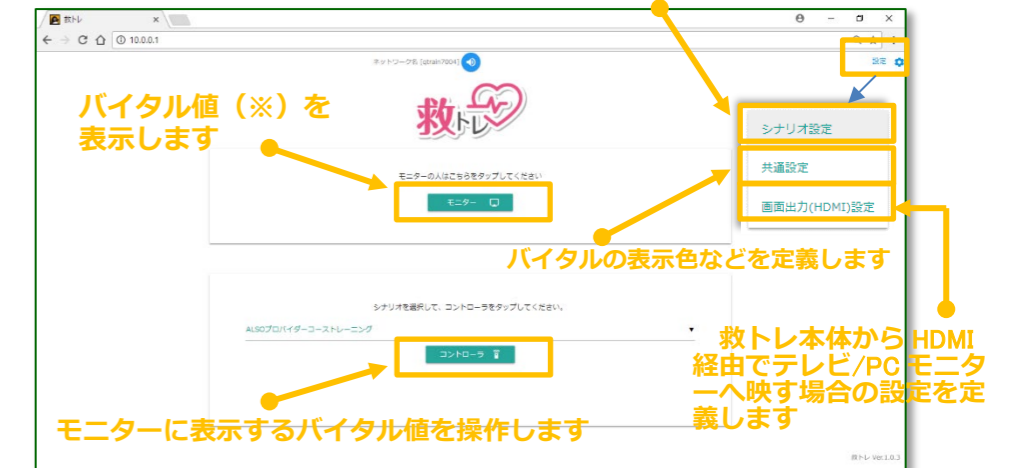 救トレ
10.0.0.1
設定
救トレ
バイタル値（※）を
表示します
シナリオ設定
共通設定
画面出力(HDMI)設定
モニターの人はこちらをタップしてください
モニター
バイタルの表示色などを定義します
シナリオを選択して、コントローラをタップしてください。
ALSOプロバイダーコーストレーニング
コントローラ
救トレ本体から HDMI
経由でテレビ/PC モニタ
ーへ映す場合の設定を定
義します
モニターに表示するバイタル値を操作します
救トレ Ver.1.0.3